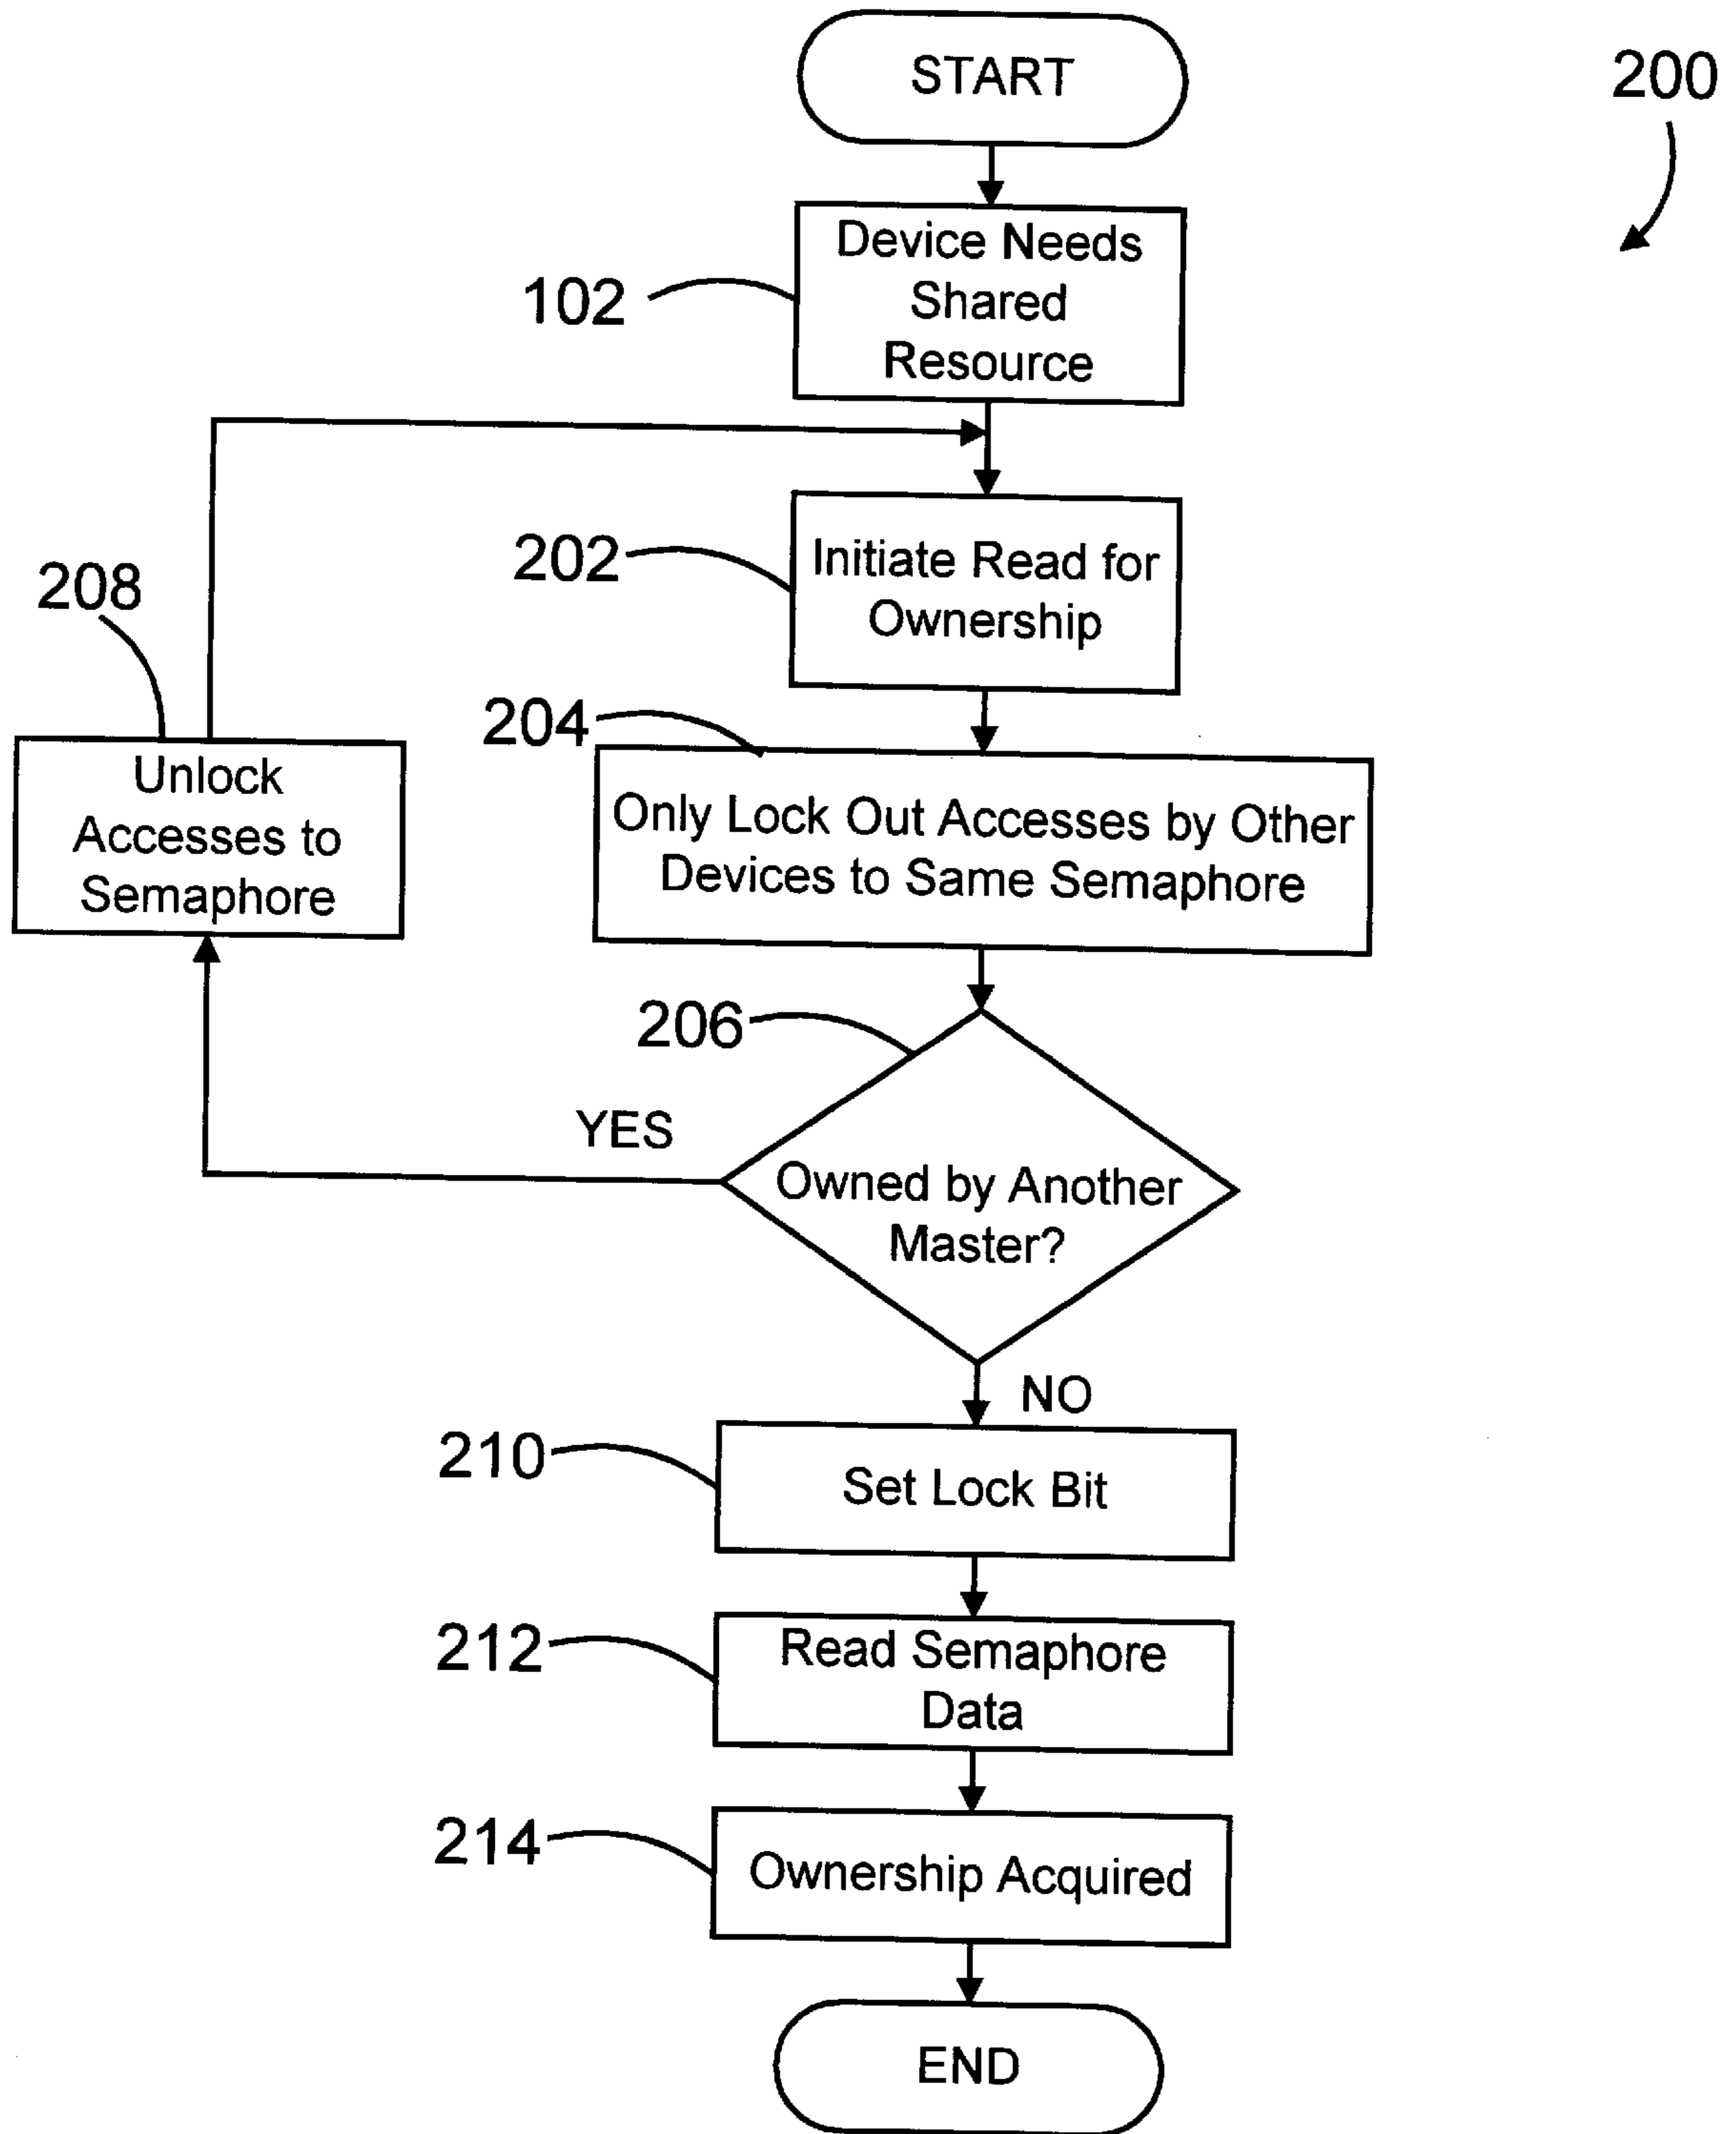 START
200
Device Needs
Shared
Resource
102
Initiate Read for
Ownership
202
208
204
Unlock
Accesses to
Semaphore
Only Lock Out Accesses by Other
Devices to Same Semaphore
206
YES
Owned by Another
Master?
NO
210
Set Lock Bit
212
Read Semaphore
Data
214
Ownership Acquired
END